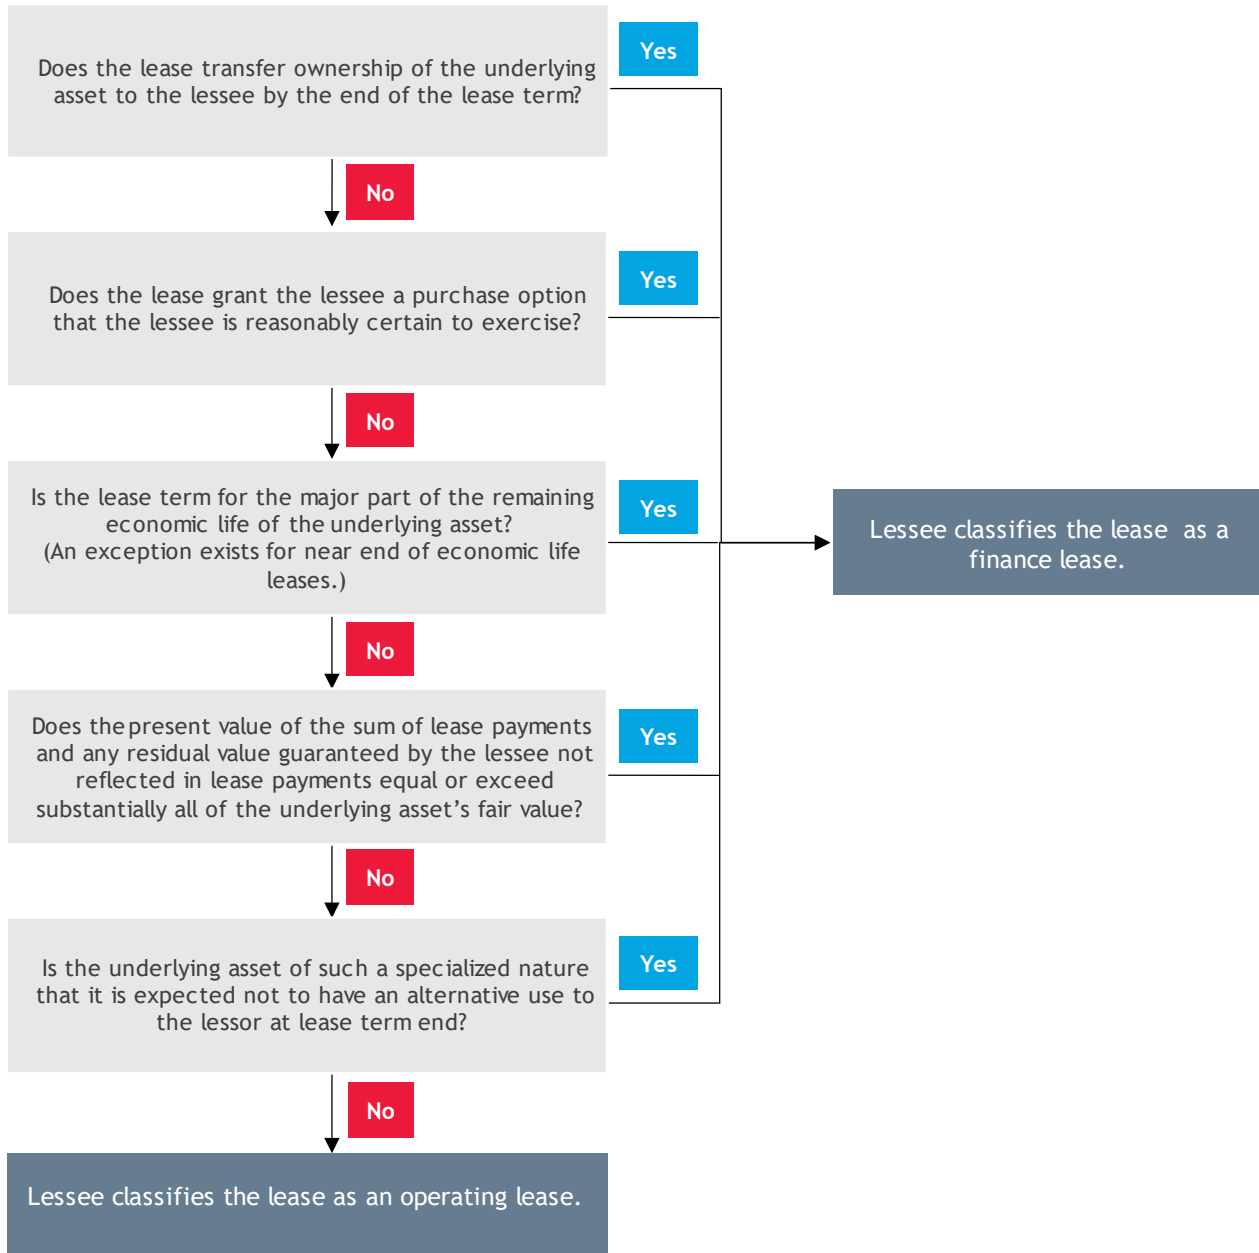 Does the lease transfer ownership of the underlying
asset to the lessee by the end of the lease term?
Yes
No
Does the lease grant the lessee a purchase option
that the lessee is reasonably certain to exercise?
Yes
No
Is the lease term for the major part of the remaining
economic life of the underlying asset?
(An exception exists for near end of economic life
leases.)
Yes
Lessee classifies the lease as a
finance lease.
No
Does the present value of the sum of lease payments
and any residual value guaranteed by the lessee not
reflected in lease payments equal or exceed
substantially all of the underlying asset’s fair value?
Yes
No
Is the underlying asset of such a specialized nature
that it is expected not to have an alternative use to
the lessor at lease term end?
Yes
No
Lessee classifies the lease as an operating lease.